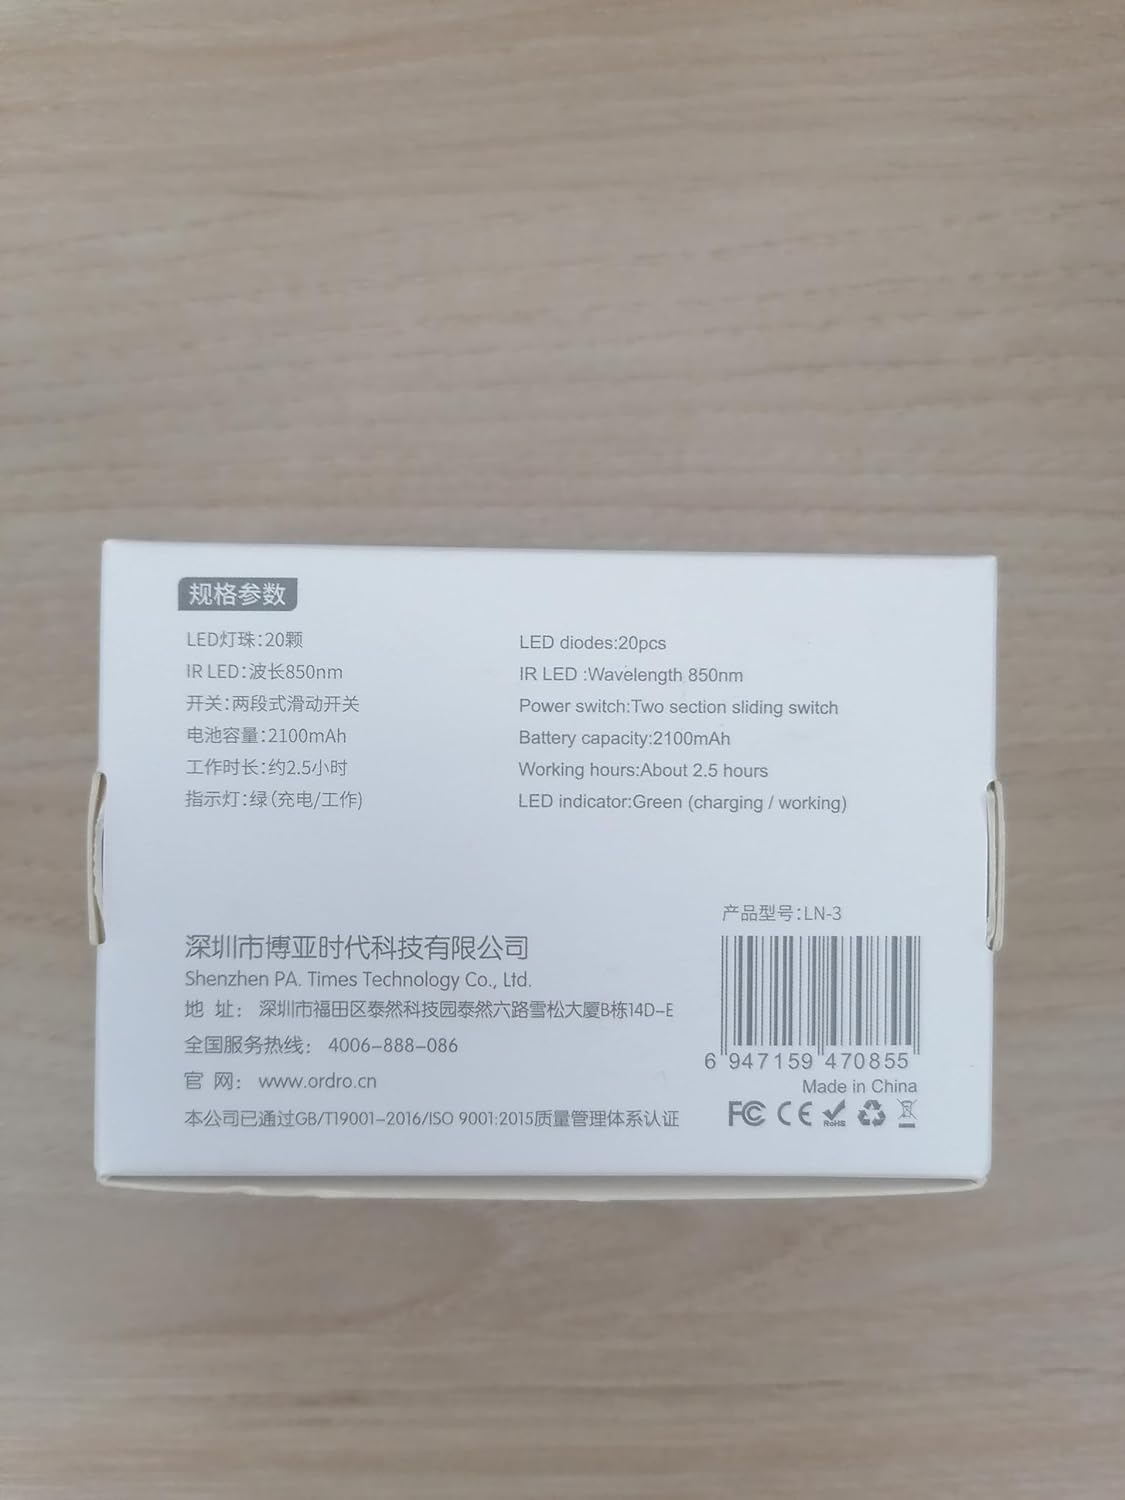 规格参数
LED灯珠:20颗
IR LED:波长850nm
开关:两段式滑动开关
电池容量:2100mAh
工作时长:约2.5小时
指示灯:绿(充电/工作)
LED diodes:20pcs
IR LED :Wavelength 850nm
Power switch:Two section sliding switch
Battery capacity:2100mAh
Working hours:About 2.5 hours
LED indicator:Green (charging / working)
深圳市博亚时代科技有限公司
Shenzhen PA. Times Technology Co., Ltd.
地 址: 深圳市福田区泰然科技园泰然六路雪松大厦B栋14D-E
全国服务热线: 4006-888-086
官 网: www.ordro.cn
本公司已通过GB/T19001-2016/ISO 9001:2015质量管理体系认证
产品型号:LN-3
6 947159 470855
Made in China
FC CE RoHS